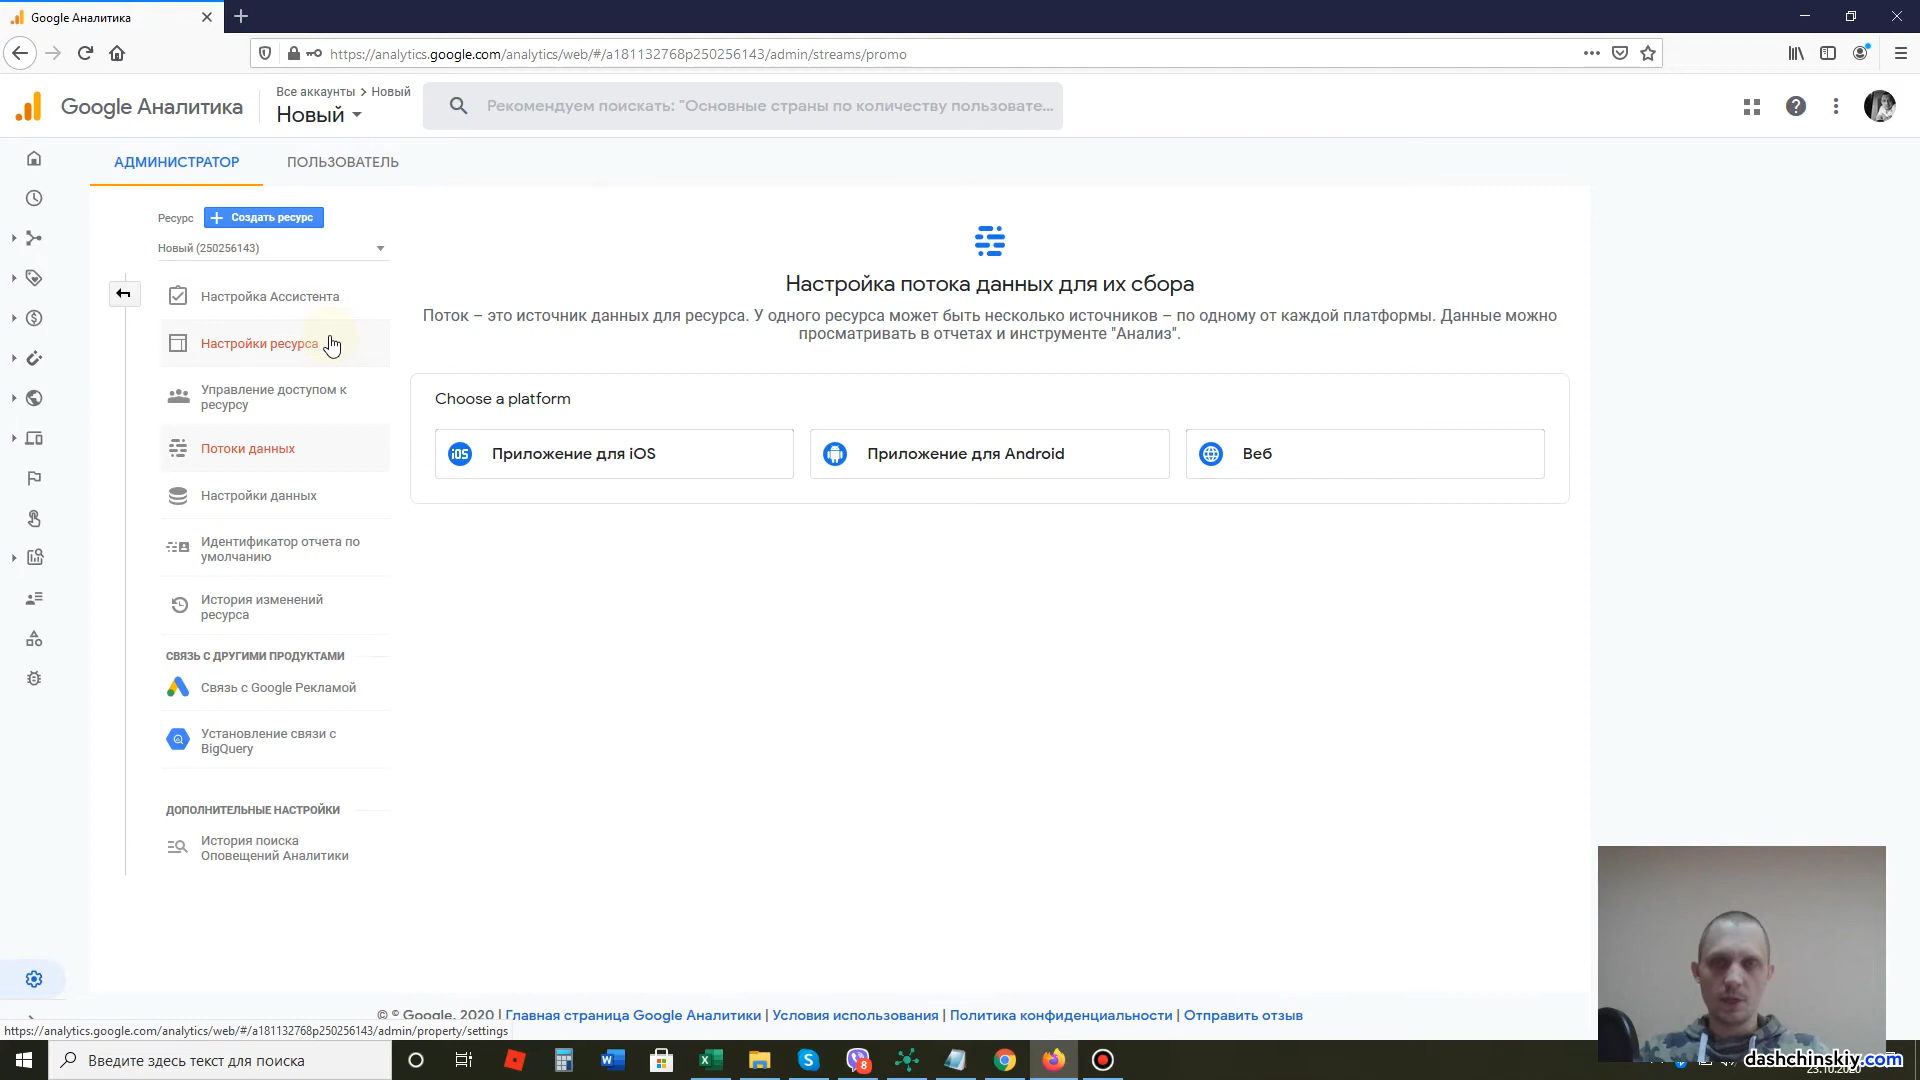 Google Аналитика
https://analytics.google.com/analytics/web/#/a181132768p250256143/admin/streams/promo
Google Аналитика
Все аккаунты > Новый
Новый
Рекомендуем поискать: "Основные страны по количеству пользовате...
АДМИНИСТРАТОР
ПОЛЬЗОВАТЕЛЬ
Ресурс
Создать ресурс
Новый (250256143)
Настройка Ассистента
Настройки ресурса
Управление доступом к
ресурсу
Потоки данных
Настройки данных
Идентификатор отчета по
умолчанию
История изменений
ресурса
СВЯЗЬ С ДРУГИМИ ПРОДУКТАМИ
Связь с Google Рекламой
Установление связи с
BigQuery
ДОПОЛНИТЕЛЬНЫЕ НАСТРОЙКИ
История поиска
Оповещений Аналитики
Настройка потока данных для их сбора
Поток – это источник данных для ресурса. У одного ресурса может быть несколько источников – по одному от каждой платформы. Данные можно
просматривать в отчетах и инструменте "Анализ".
Choose a platform
iOS
Приложение для iOS
Приложение для Android
Веб
© Google, 2020 | Главная страница Google Аналитики | Условия использования | Политика конфиденциальности | Отправить отзыв
https://analytics.google.com/analytics/web/#/a181132768p250256143/admin/property/settings
Введите здесь текст для поиска
8
dashchinskiy.com
23.10.2020